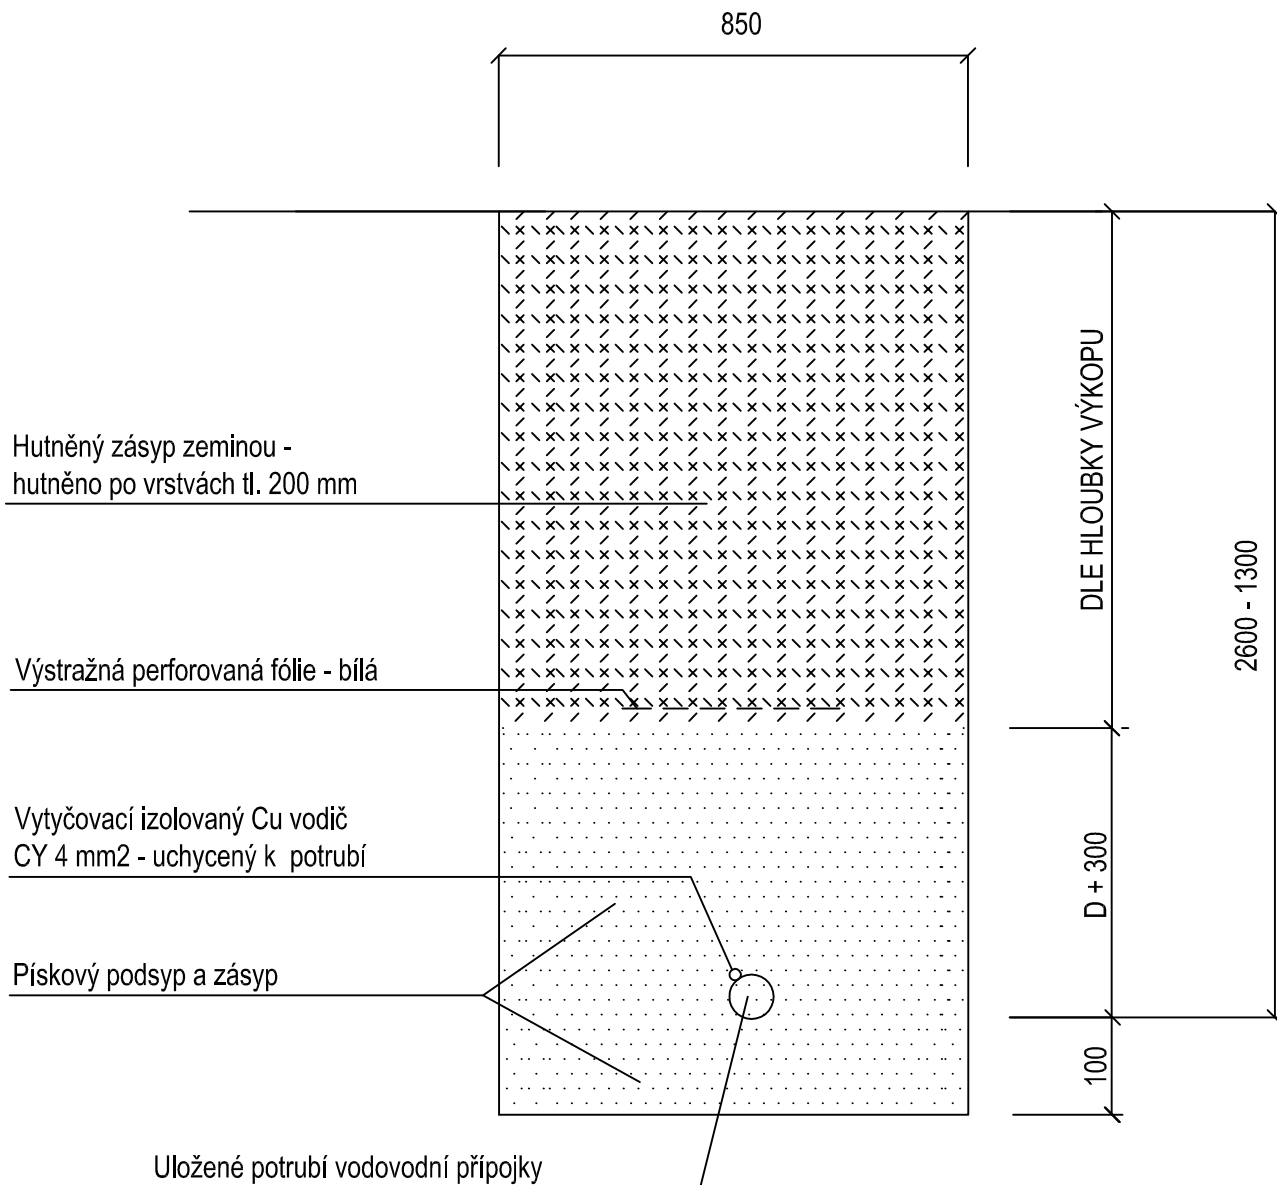 850
Hutněný zásyp zeminou -
hutněno po vrstvách tl. 200 mm
DLE HLOUBKY VÝKOPU
2600 - 1300
Výstražná perforovaná fólie - bílá
Vytyčovací izolovaný Cu vodič
CY 4 mm2 - uchycený k potrubí
D + 300
Pískový podsyp a zásyp
100
Uložené potrubí vodovodní přípojky